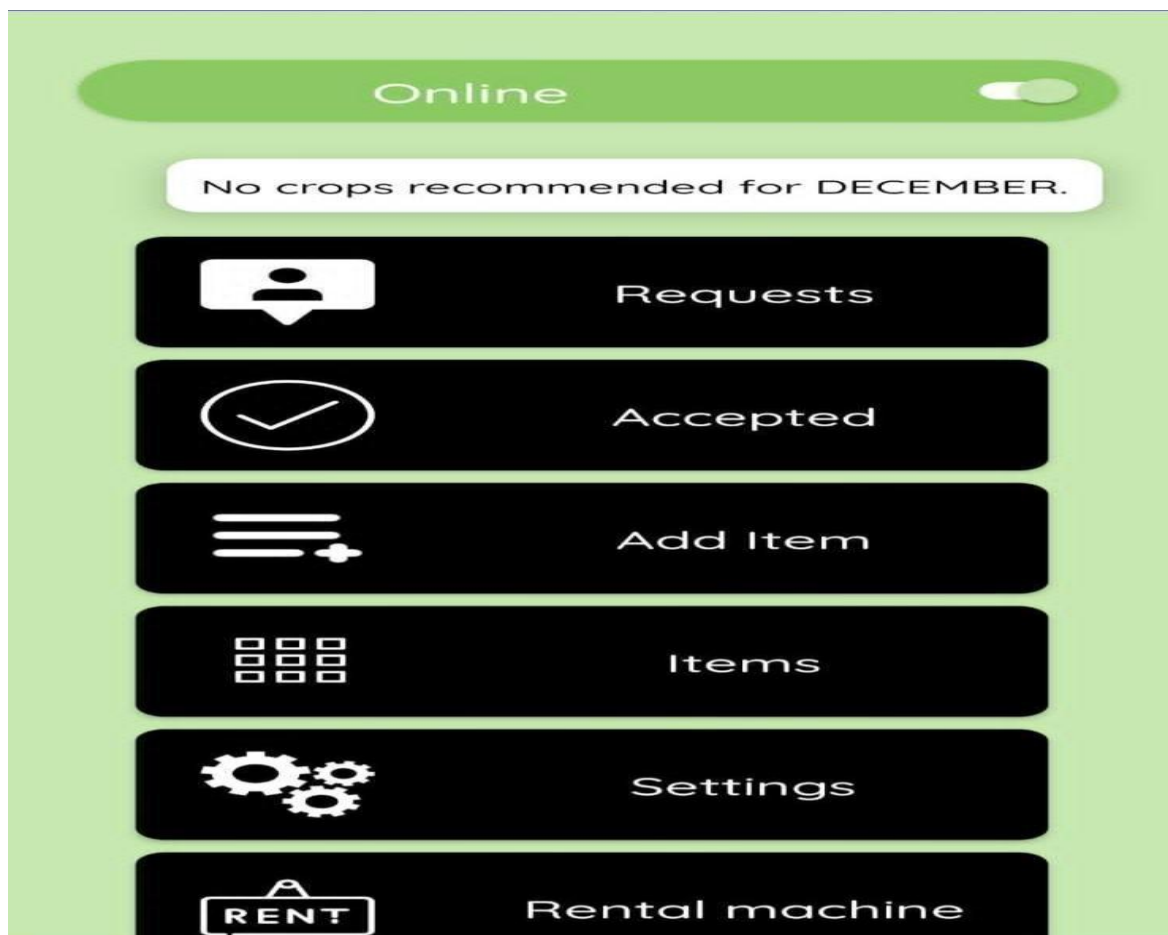 Online
No crops recommended for DECEMBER.
Requests
Accepted
Add Item
Items
Settings
RENT
Rental machine